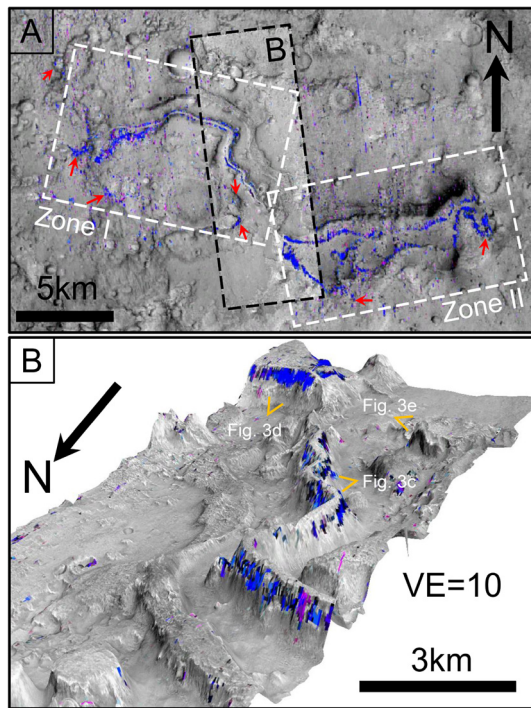 A
B
N
Zone I
5km
Zone II
B
Fig. 3e
Fig. 3d
N
Fig. 3c
VE=10
3km